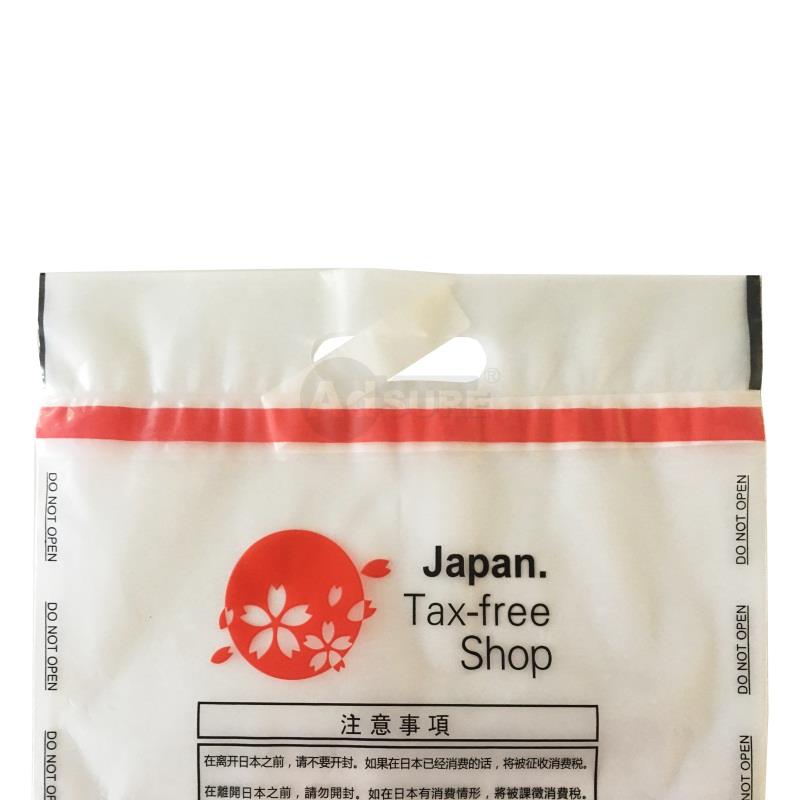 AdSURE®
DO NOT OPEN
DO NOT OPEN
DO NOT OPEN
DO NOT OPEN
DO NOT OP
NOT OPEN
Japan.
Tax-free
Shop
注意事項
在离开日本之前，请不要开封。如果在日本已经消费的话，将被征收消费税。
在離開日本之前，請勿開封。如在日本有消費情形，將被課徵消費稅。